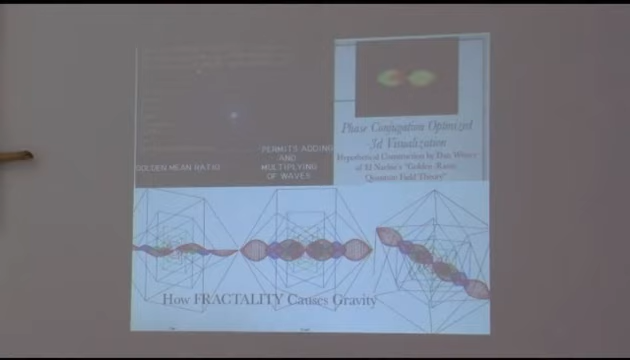 GOLDEN MEAN RATIO
PERMITS ADDING
AND
MULTIPLYING
OF WAVES
Phase Conjugation Optimized
3d Visualization
Hypothetical Construction by Dan Winter
of El Naschie's "Golden-Ratio
Quantum Field Theory"
How FRACTALITY Causes Gravity